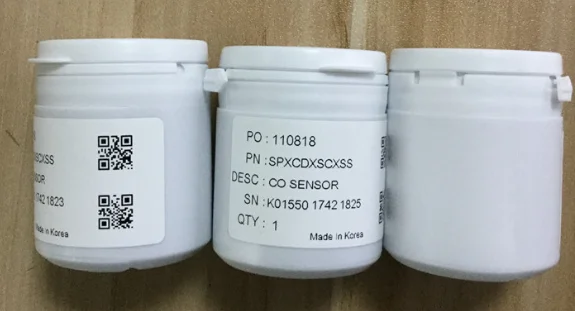 SCXSS
SOR
1742 1823
Made in Korea
PO : 110818
PN : SPXCDXSCXSS
DESC : CO SENSOR
SN : K01550 1742 1825
QTY : 1
Made in Korea